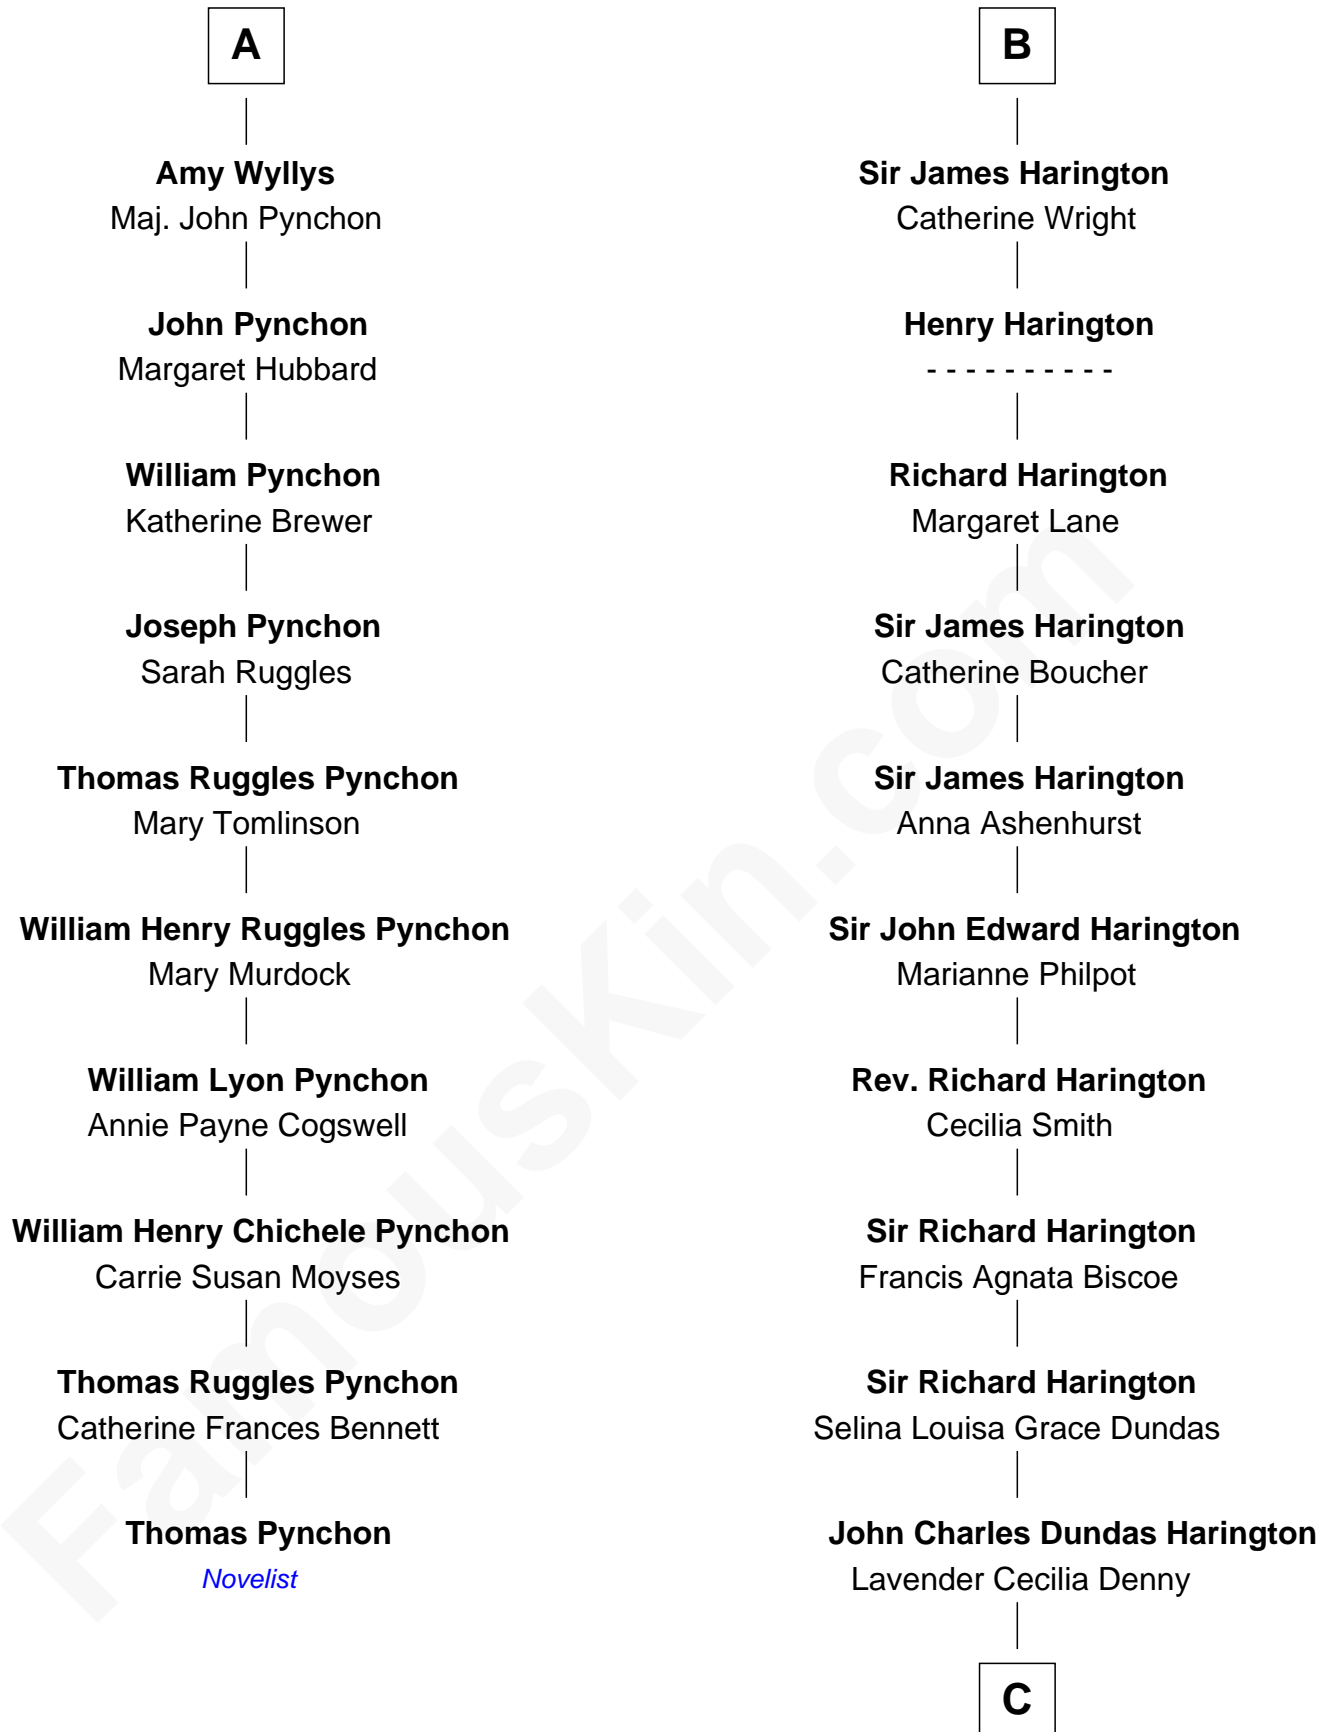 A
Amy Wyllys
Maj. John Pynchon
John Pynchon
Margaret Hubbard
William Pynchon
Katherine Brewer
Joseph Pynchon
Sarah Ruggles
Thomas Ruggles Pynchon
Mary Tomlinson
William Henry Ruggles Pynchon
Mary Murdock
William Lyon Pynchon
Annie Payne Cogswell
William Henry Chichele Pynchon
Carrie Susan Moyses
Thomas Ruggles Pynchon
Catherine Frances Bennett
Thomas Pynchon
Novelist
B
Sir James Harington
Catherine Wright
Henry Harington
- - - - - - - - - -
Richard Harington
Margaret Lane
Sir James Harington
Catherine Boucher
Sir James Harington
Anna Ashenhurst
Sir John Edward Harington
Marianne Philpot
Rev. Richard Harington
Cecilia Smith
Sir Richard Harington
Francis Agnata Biscoe
Sir Richard Harington
Selina Louisa Grace Dundas
John Charles Dundas Harington
Lavender Cecilia Denny
C
FamousKin.com